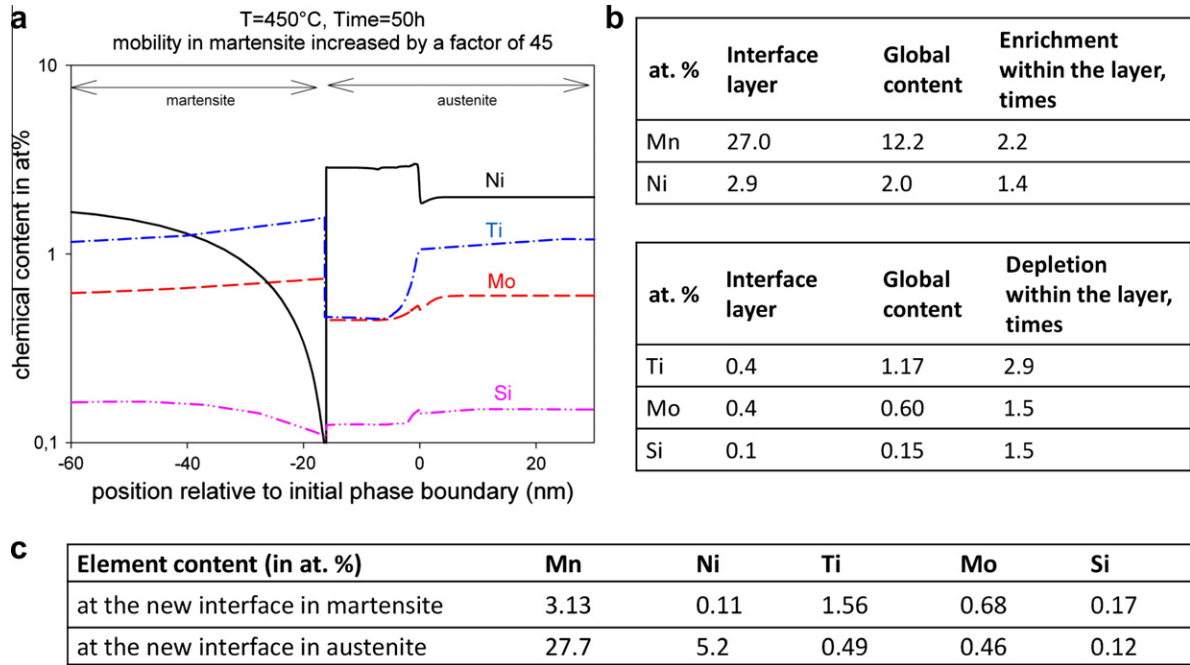 a
T=450°C, Time=50h
mobility in martensite increased by a factor of 45
10
1
0,1
chemical content in at%
martensite
austenite
Ni
Ti
Mo
Si
-60 -40 -20 0 20
position relative to initial phase boundary (nm)
b
at. % Interface layer Global content Enrichment within the layer, times
Mn 27.0 12.2 2.2
Ni 2.9 2.0 1.4
at. % Interface layer Global content Depletion within the layer, times
Ti 0.4 1.17 2.9
Mo 0.4 0.60 1.5
Si 0.1 0.15 1.5
c
Element content (in at. %) Mn Ni Ti Mo Si
at the new interface in martensite 3.13 0.11 1.56 0.68 0.17
at the new interface in austenite 27.7 5.2 0.49 0.46 0.12